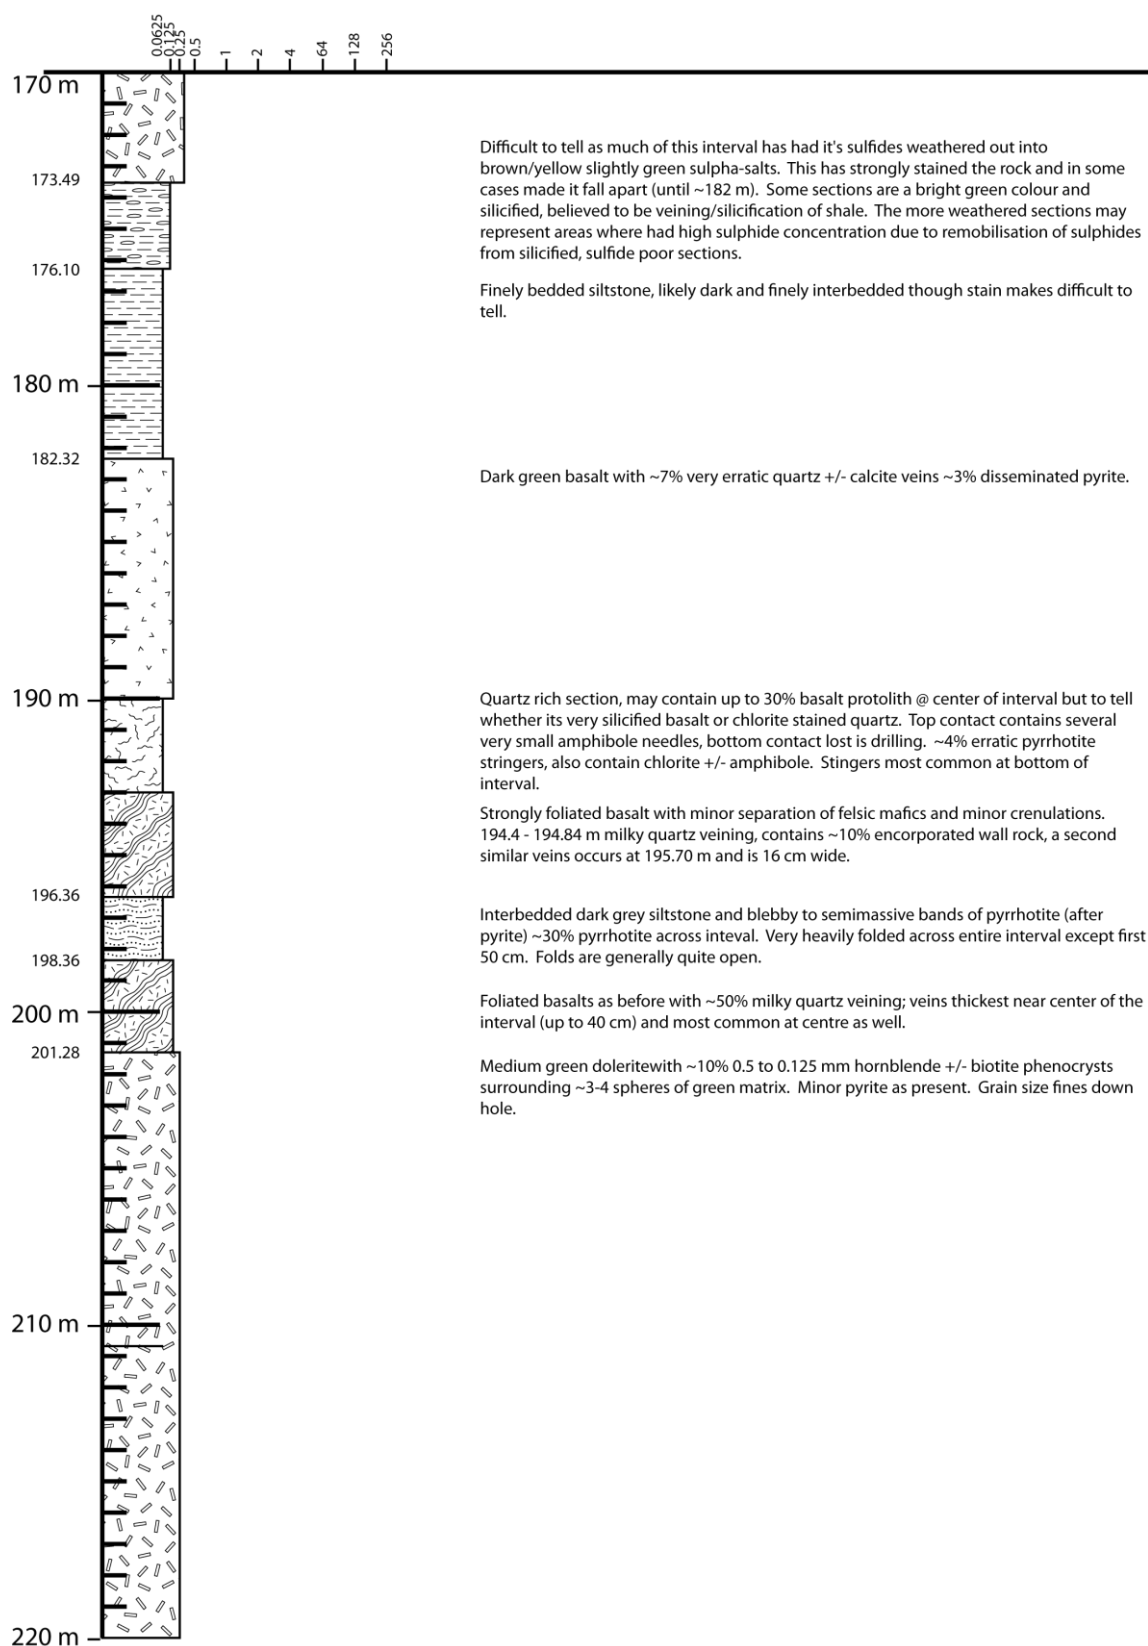 0.0625
0.125
0.25
0.5
1
2
4
64
128
256
170 m
Difficult to tell as much of this interval has had it's sulfides weathered out into
brown/yellow slightly green sulpha-salts. This has strongly stained the rock and in some
cases made it fall apart (until ~182 m). Some sections are a bright green colour and
silicified, believed to be veining/silicification of shale. The more weathered sections may
represent areas where had high sulphide concentration due to remobilisation of sulphides
from silicified, sulfide poor sections.
173.49
176.10
Finely bedded siltstone, likely dark and finely interbedded though stain makes difficult to
tell.
180 m
182.32
Dark green basalt with ~7% very erratic quartz +/- calcite veins ~3% disseminated pyrite.
190 m
Quartz rich section, may contain up to 30% basalt protolith @ center of interval but to tell
whether its very silicified basalt or chlorite stained quartz. Top contact contains several
very small amphibole needles, bottom contact lost is drilling. ~4% erratic pyrrhotite
stringers, also contain chlorite +/- amphibole. Stingers most common at bottom of
interval.
Strongly foliated basalt with minor separation of felsic mafics and minor crenulations.
194.4 - 194.84 m milky quartz veining, contains ~10% encorporated wall rock, a second
similar veins occurs at 195.70 m and is 16 cm wide.
196.36
Interbedded dark grey siltstone and blebby to semimassive bands of pyrrhotite (after
pyrite) ~30% pyrrhotite across inteval. Very heavily folded across entire interval except first
50 cm. Folds are generally quite open.
198.36
Foliated basalts as before with ~50% milky quartz veining; veins thickest near center of the
interval (up to 40 cm) and most common at centre as well.
200 m
201.28
Medium green doleritewith ~10% 0.5 to 0.125 mm hornblende +/- biotite phenocrysts
surrounding ~3-4 spheres of green matrix. Minor pyrite as present. Grain size fines down
hole.
210 m
220 m